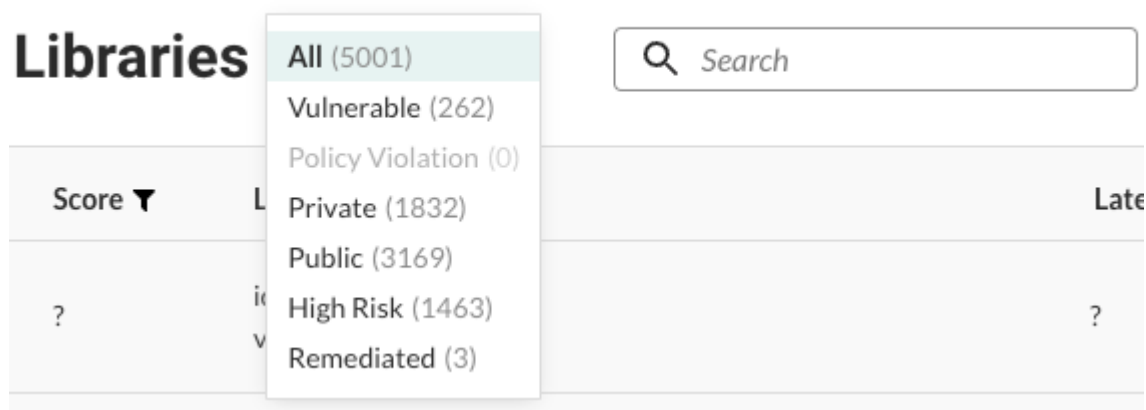 Libraries
All (5001)
Search
Vulnerable (262)
Policy Violation (0)
Score
Private (1832)
Public (3169)
?
High Risk (1463)
?
Remediated (3)